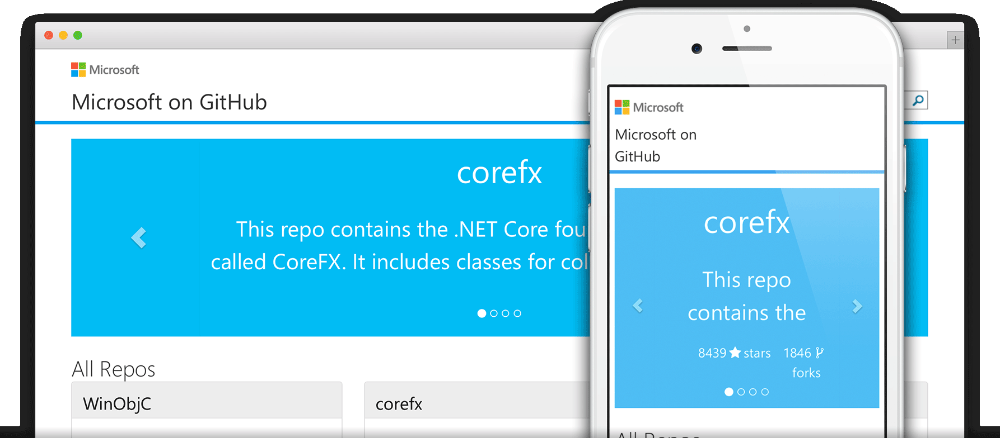 Microsoft
Microsoft on GitHub
corefx
This repo contains the .NET Core fou
called CoreFX. It includes classes for col
All Repos
WinObjC
corefx
Microsoft
Microsoft on
GitHub
corefx
This repo
contains the
8439 stars 1846
forks
All Repos